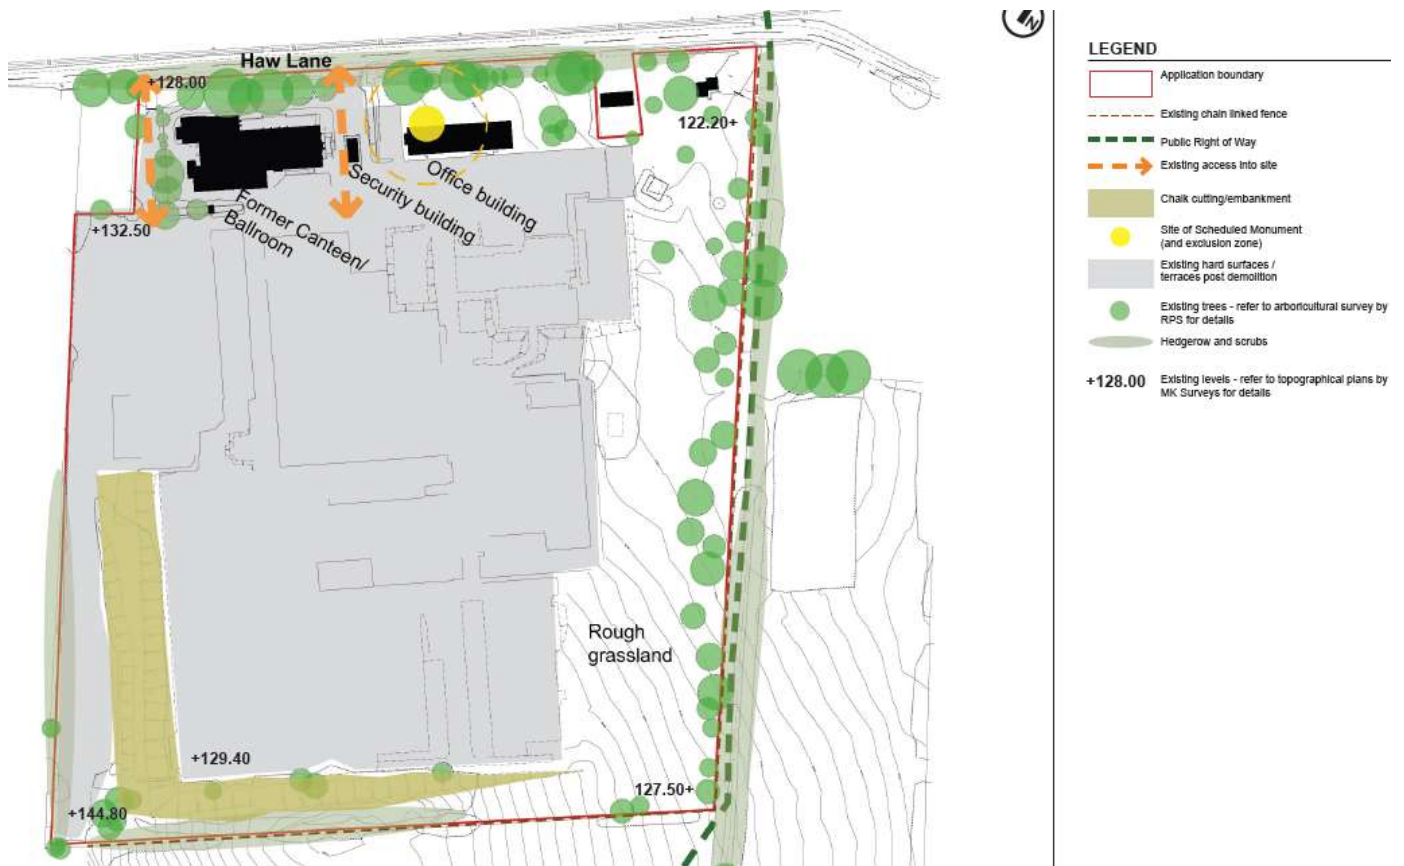 N
Haw Lane
+128.00
122.20+
Office building
Security building
Former Canteen/
Ballroom
+132.50
Rough
grassland
+129.40
127.50+
+144.80
LEGEND
Application boundary
Existing chain linked fence
Public Right of Way
Existing access into site
Chalk cutting/embankment
Site of Scheduled Monument
(and exclusion zone)
Existing hard surfaces /
terraces post demolition
Existing trees - refer to arboricultural survey by
RPS for details
Hedgerow and scrubs
+128.00 Existing levels - refer to topographical plans by
MK Surveys for details